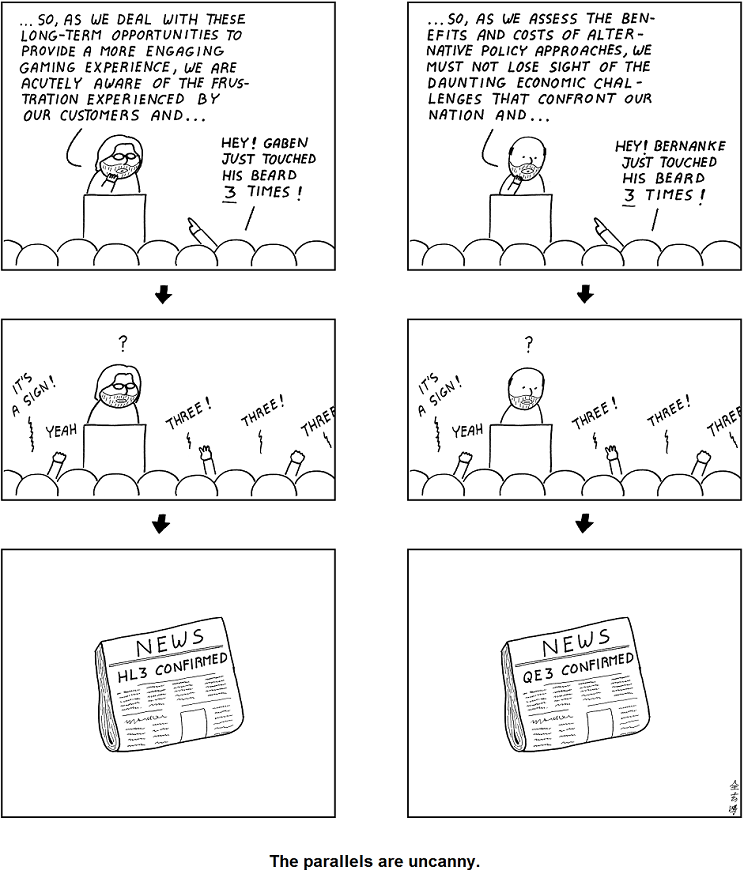 ...SO, AS WE DEAL WITH THESE
LONG-TERM OPPORTUNITIES TO
PROVIDE A MORE ENGAGING
GAMING EXPERIENCE, WE ARE
ACUTELY AWARE OF THE FRUS-
TRATION EXPERIENCED BY
OUR CUSTOMERS AND...
HEY! GABEN
JUST TOUCHED
HIS BEARD
3 TIMES!
...SO, AS WE ASSESS THE BEN-
EFITS AND COSTS OF ALTER-
NATIVE POLICY APPROACHES, WE
MUST NOT LOSE SIGHT OF THE
DAUNTING ECONOMIC CHAL-
LENGES THAT CONFRONT OUR
NATION AND...
HEY! BERNANKE
JUST TOUCHED
HIS BEARD
3 TIMES!
?
IT'S
A SIGN!
YEAH
THREE!
THREE!
THREE
?
IT'S
A SIGN!
YEAH
THREE!
THREE!
THREE
NEWS
HL3 CONFIRMED
NEWS
QE3 CONFIRMED
The parallels are uncanny.